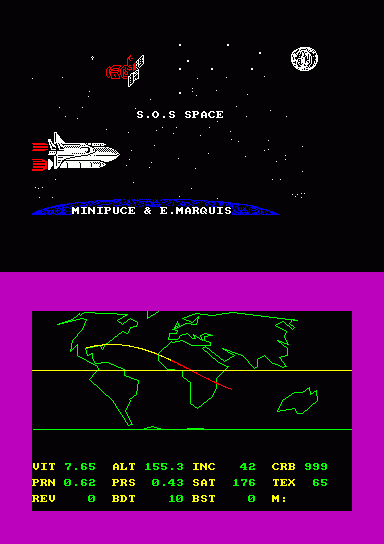 S.O.S SPACE
MINIPUCE & E.MARQUIS
VIT 7.65 ALT 155.3 INC 42 CRB 999
PRN 0.62 PRS 0.43 SAT 176 TEX 65
REV 0 BDT 10 BST 0 M: